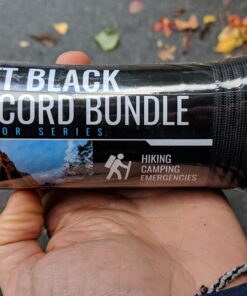 T BLACK
CORD BUNDLE
OR SERIES
HIKING
CAMPING
EMERGENCIES